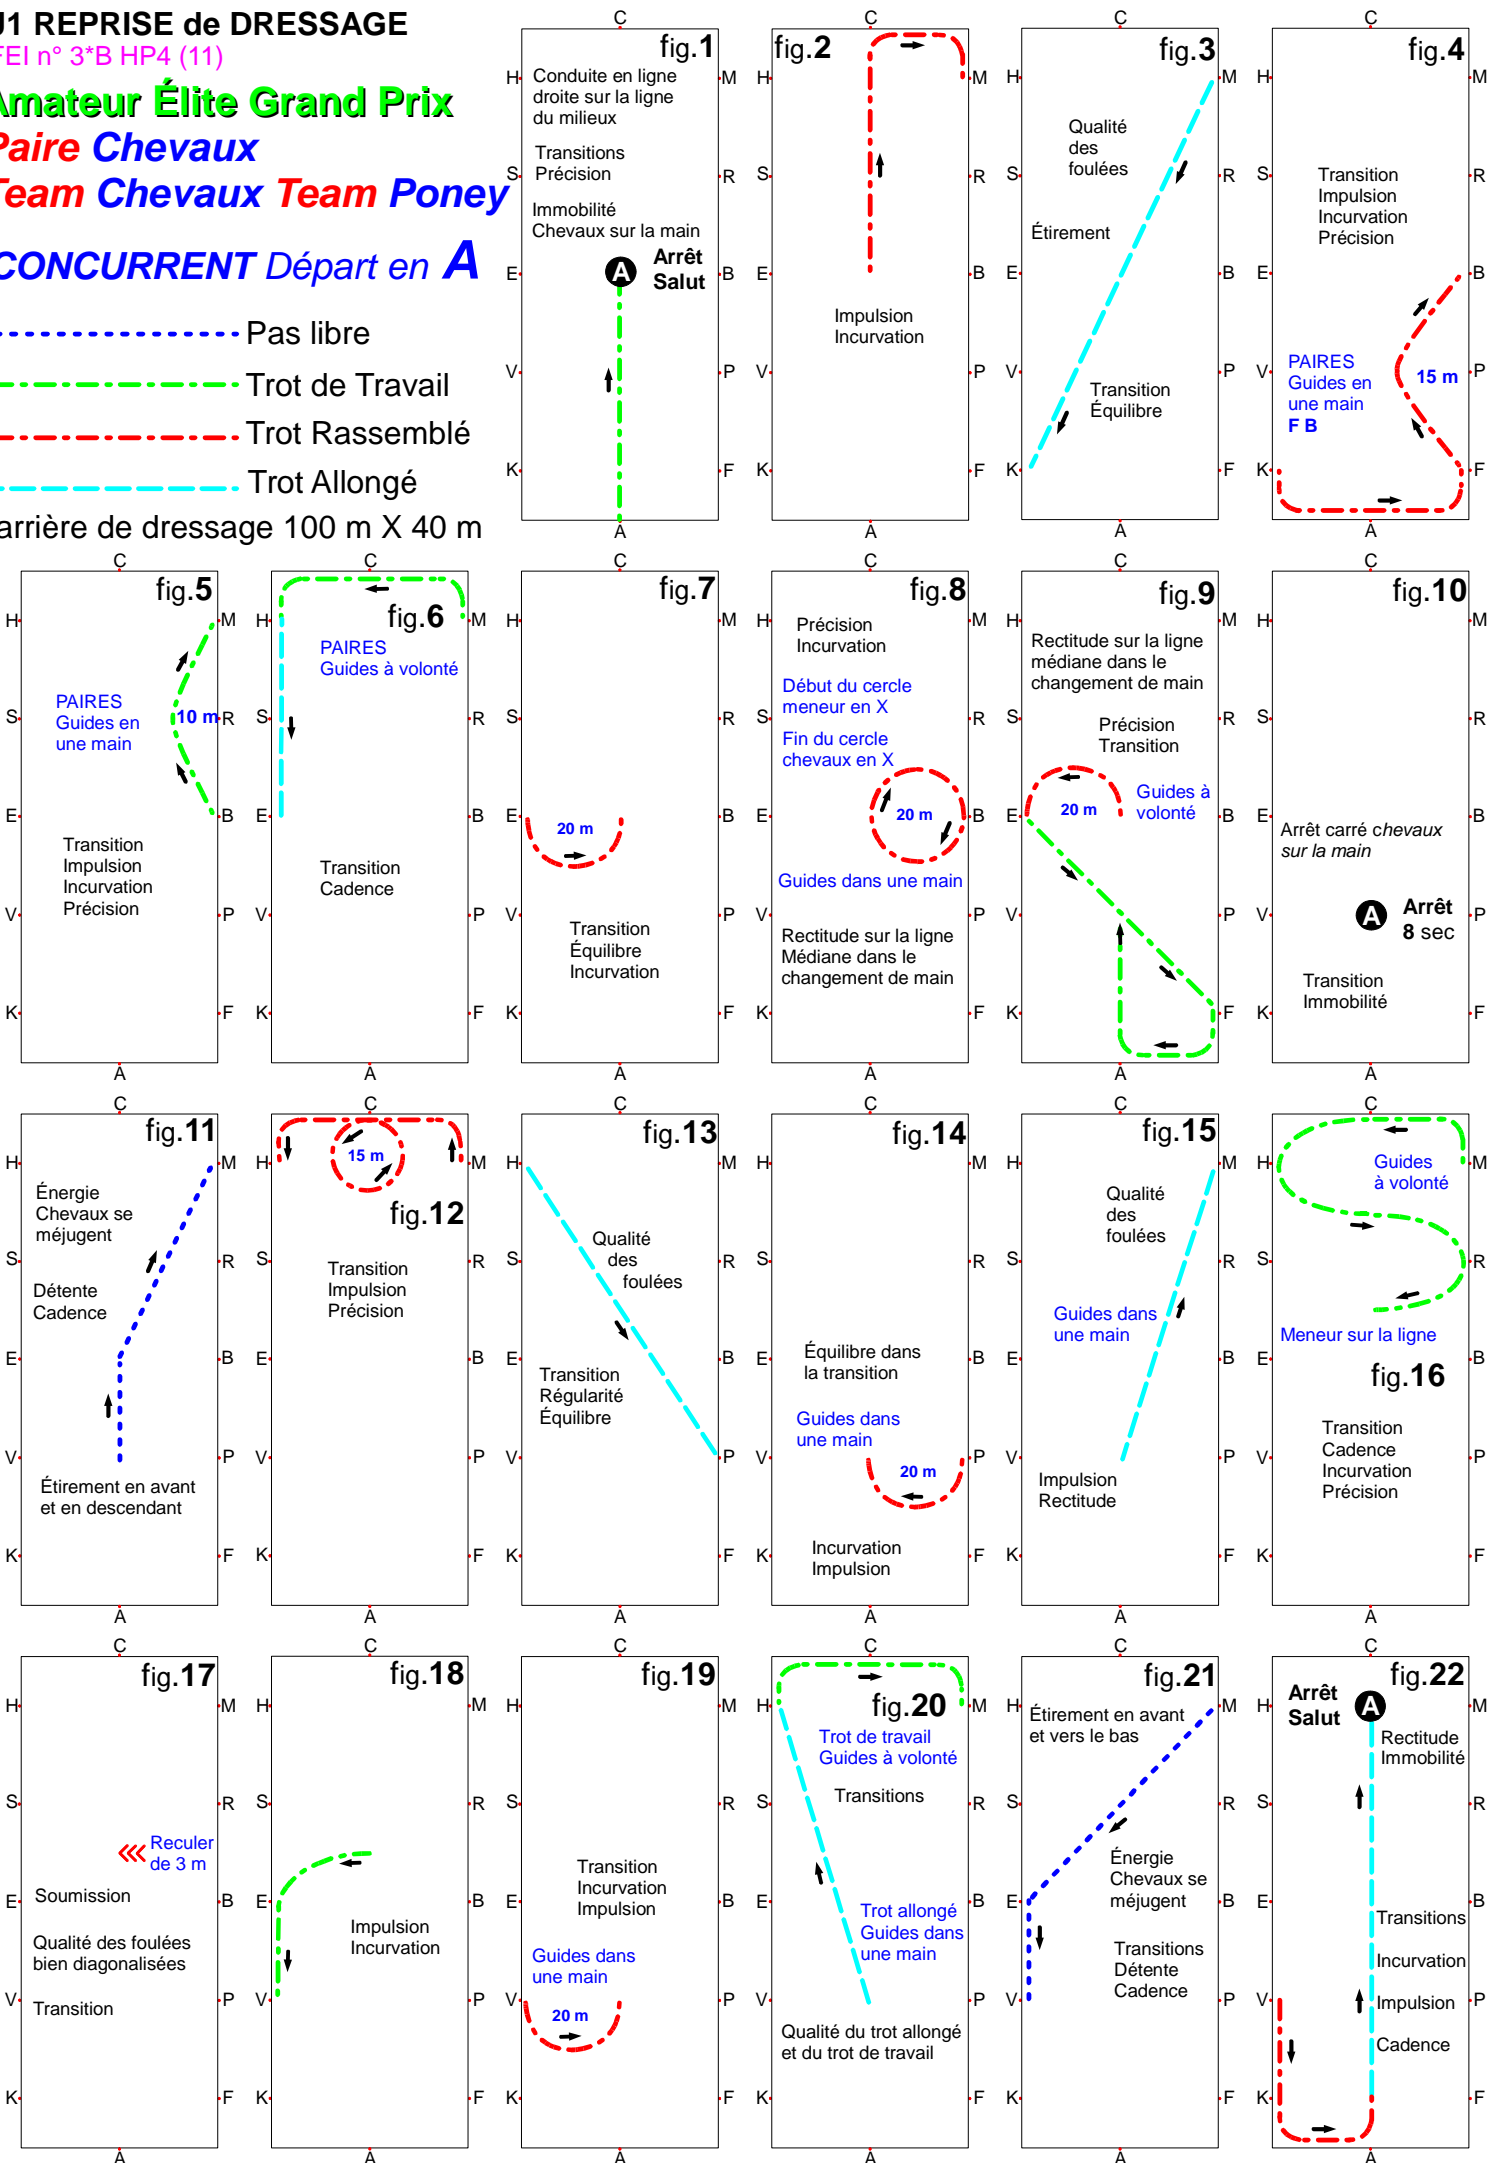 J1 REPRISE de DRESSAGE
FEI n° 3*B HP4 (11)
Amateur Élite Grand Prix
Paire Chevaux
Team Chevaux Team Poney
CONCURRENT Départ en A
Pas libre
Trot de Travail
Trot Rassemblé
Trot Allongé
arrière de dressage 100 m X 40 m
C
fig.1
H
M
Conduite en ligne
droite sur la ligne
du milieu
Transitions
Précision
S
R
Immobilité
Chevaux sur la main
E
A
Arrêt
Salut
B
V
P
K
F
A
C
fig.2
H
M
S
R
E
B
Impulsion
Incurvation
V
P
K
F
A
C
fig.3
H
M
Qualité
des
foulées
S
R
Étirement
E
B
V
P
Transition
Équilibre
K
F
A
C
fig.4
H
M
S
R
Transition
Impulsion
Incurvation
Précision
E
B
PAIRES
Guides en
une main
F B
15 m
V
P
K
F
A
C
fig.5
H
M
PAIRES
Guides en
une main
10 m
S
R
E
B
Transition
Impulsion
Incurvation
Précision
V
P
K
F
A
C
fig.6
H
M
PAIRES
Guides à volonté
S
R
E
B
Transition
Cadence
V
P
K
F
A
C
fig.7
H
M
S
R
E
B
20 m
V
P
Transition
Équilibre
Incurvation
K
F
A
C
fig.8
H
M
Précision
Incurvation
Début du cercle
meneur en X
S
R
Fin du cercle
chevaux en X
E
B
20 m
Guides dans une main
V
P
Rectitude sur la ligne
Médiane dans le
changement de main
K
F
A
C
fig.9
H
M
Rectitude sur la ligne
médiane dans le
changement de main
S
R
Précision
Transition
Guides à
volonté
20 m
E
B
V
P
K
F
A
C
fig.10
H
M
S
R
E
B
Arrêt carré chevaux
sur la main
V
P
A
Arrêt
8 sec
Transition
Immobilité
K
F
A
C
fig.11
H
M
Énergie
Chevaux se
méjugent
S
R
Détente
Cadence
E
B
V
P
Étirement en avant
et en descendant
K
F
A
C
15 m
H
M
fig.12
S
R
Transition
Impulsion
Précision
E
B
V
P
K
F
A
C
fig.13
H
M
Qualité
des
foulées
S
R
E
B
Transition
Régularité
Équilibre
V
P
K
F
A
C
fig.14
H
M
S
R
Équilibre dans
la transition
E
B
Guides dans
une main
V
P
20 m
Incurvation
Impulsion
K
F
A
C
fig.15
H
M
Qualité
des
foulées
S
R
Guides dans
une main
E
B
V
P
Impulsion
Rectitude
K
F
A
C
Guides
à volonté
H
M
S
R
Meneur sur la ligne
E
B
fig.16
Transition
Cadence
Incurvation
Précision
V
P
K
F
A
C
fig.17
H
M
S
R
Reculer
de 3 m
Soumission
E
B
Qualité des foulées
bien diagonalisées
V
P
Transition
K
F
A
C
fig.18
H
M
S
R
E
B
Impulsion
Incurvation
V
P
K
F
A
C
fig.19
H
M
S
R
Transition
Incurvation
Impulsion
E
B
Guides dans
une main
V
P
20 m
K
F
A
C
fig.20
H
M
Trot de travail
Guides à volonté
Transitions
S
R
E
B
Trot allongé
Guides dans
une main
V
P
Qualité du trot allongé
et du trot de travail
K
F
A
C
fig.21
H
M
Étirement en avant
et vers le bas
S
R
Énergie
Chevaux se
méjugent
E
B
Transitions
Détente
Cadence
V
P
K
F
A
C
fig.22
Arrêt
Salut
A
H
M
Rectitude
Immobilité
S
R
E
B
Transitions
Incurvation
Impulsion
V
P
Cadence
K
F
A